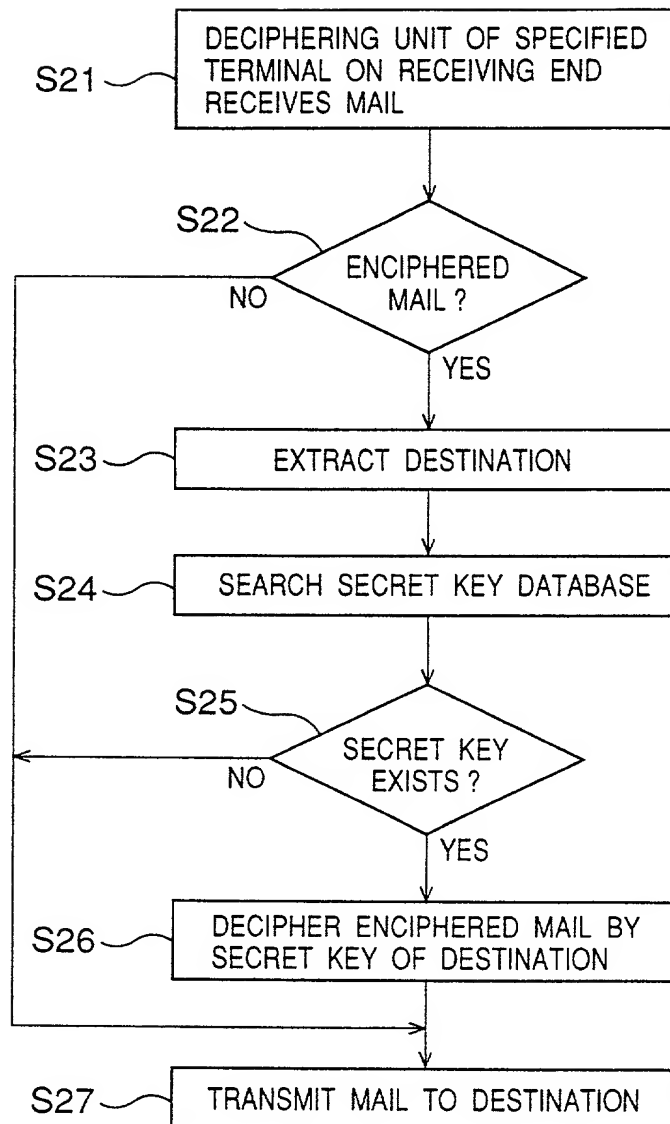 S21
DECIPHERING UNIT OF SPECIFIED
TERMINAL ON RECEIVING END
RECEIVES MAIL
S22
ENCIPHERED
MAIL ?
NO
YES
S23
EXTRACT DESTINATION
S24
SEARCH SECRET KEY DATABASE
S25
SECRET KEY
EXISTS ?
NO
YES
S26
DECIPHER ENCIPHERED MAIL BY
SECRET KEY OF DESTINATION
S27
TRANSMIT MAIL TO DESTINATION